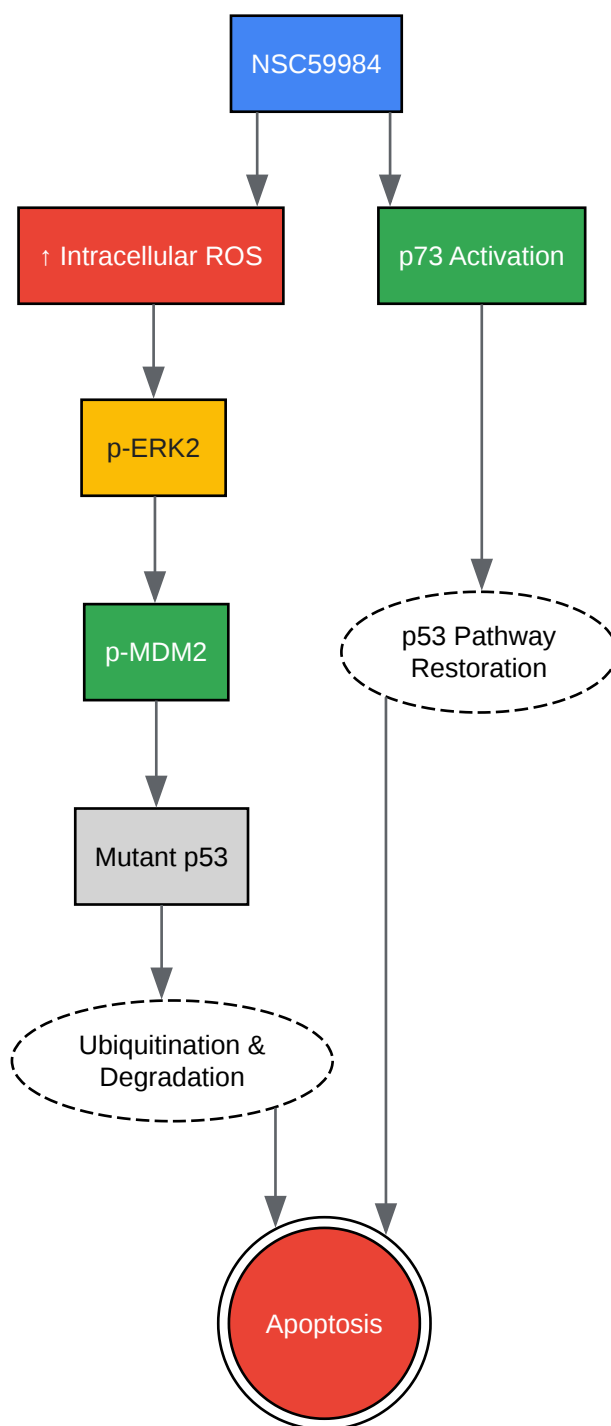 NSC59984
↑ Intracellular ROS
p73 Activation
p-ERK2
p-MDM2
p53 Pathway
Restoration
Mutant p53
Ubiquitination &
Degradation
Apoptosis